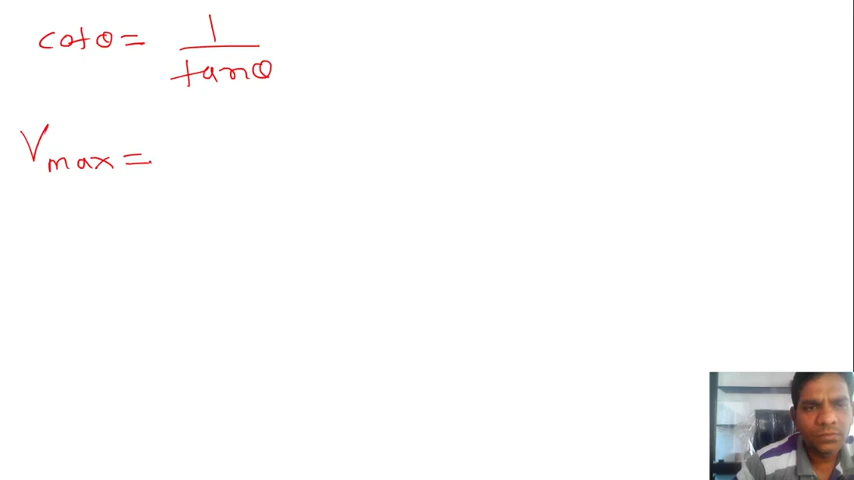 cotθ = 1/tanθ
Vmax =